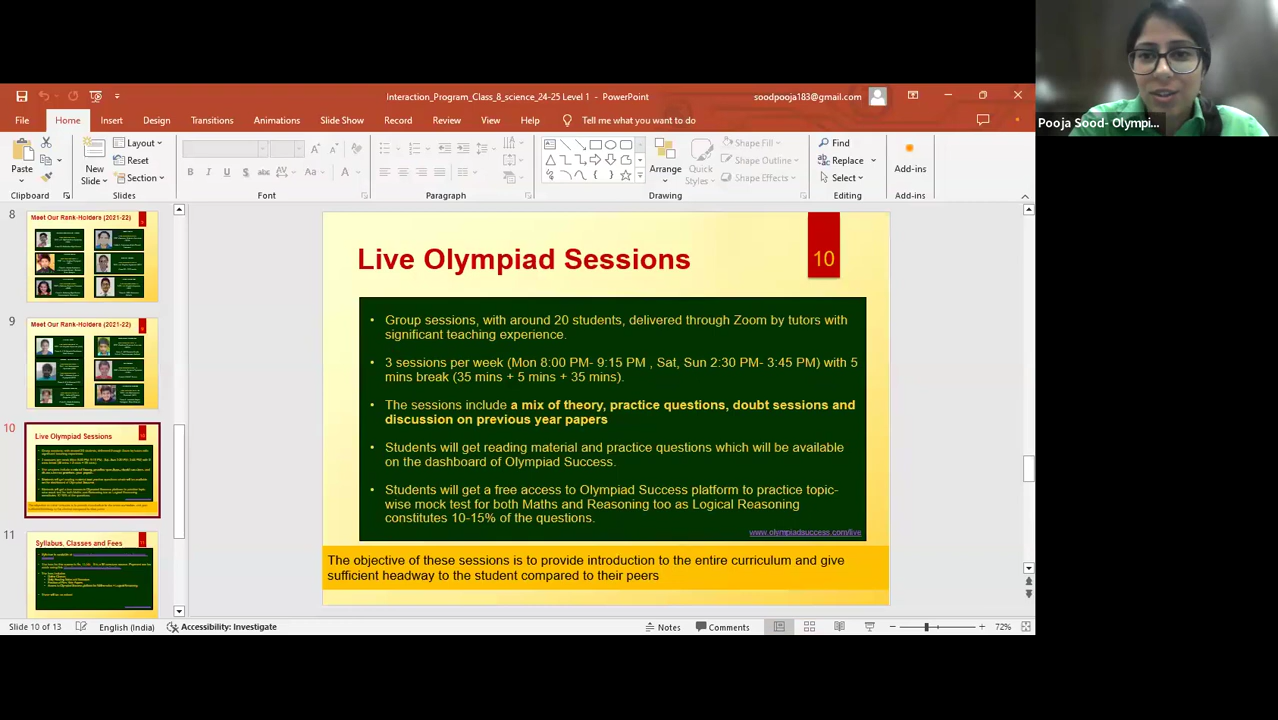 Interaction_Program_Class_8_science_24-25 Level 1 - PowerPoint
soodpooja183@gmail.com
Pooja Sood- Olympi...
File Home Insert Design Transitions Animations Slide Show Record Review View Help Tell me what you want to do
Paste
Clipboard
New
Slide
Layout
Reset
Section
Slides
B I U S ab AV Aa A
Font
Paragraph
Arrange
Quick
Styles
Shape Fill
Shape Outline
Shape Effects
Drawing
Find
Replace
Select
Editing
Add-ins
Add-ins
8
Meet Our Rank-Holders (2021-22)
9
Meet Our Rank-Holders (2021-22)
10
Live Olympiad Sessions
11
Syllabus, Classes and Fees
Live Olympiad Sessions
10
• Group sessions, with around 20 students, delivered through Zoom by tutors with
significant teaching experience.
• 3 sessions per week (Mon 8:00 PM- 9:15 PM , Sat, Sun 2:30 PM- 3:45 PM) with 5
mins break (35 mins + 5 mins + 35 mins).
• The sessions include a mix of theory, practice questions, doubt sessions and
discussion on previous year papers
• Students will get reading material and practice questions which will be available
on the dashboard of Olympiad Success.
• Students will get a free access to Olympiad Success platform to practice topic-
wise mock test for both Maths and Reasoning too as Logical Reasoning
constitutes 10-15% of the questions.
www.olympiadsuccess.com/live
The objective of these sessions is to provide introduction to the entire curriculum and give
sufficient headway to the student compared to their peers
Slide 10 of 13 English (India) Accessibility: Investigate Notes Comments 72%